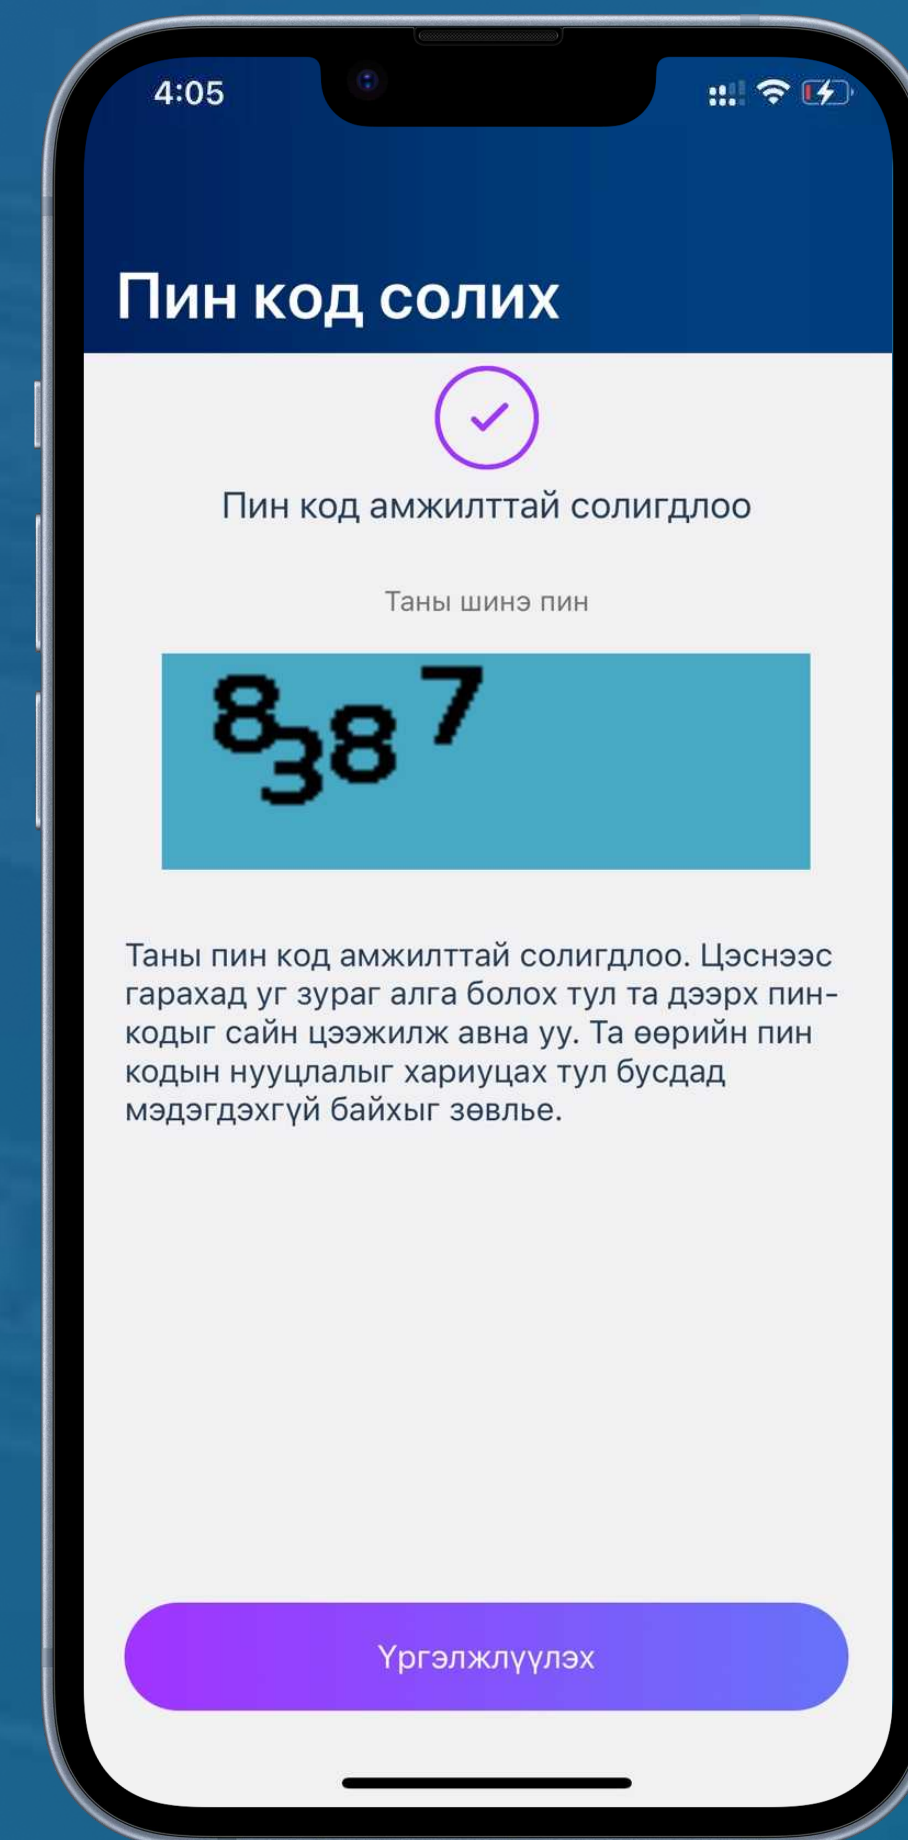 4:05
Пин код солих
Пин код амжилттай солигдлоо
Таны шинэ пин
8387
Таны пин код амжилттай солигдлоо. Цэснээс
гарахад уг зураг алга болох тул та дээрх пин-
кодыг сайн цээжилж авна уу. Та өөрийн пин
кодын нууцлалыг хариуцах тул бусдад
мэдэгдэхгүй байхыг зөвлье.
Үргэлжлүүлэх